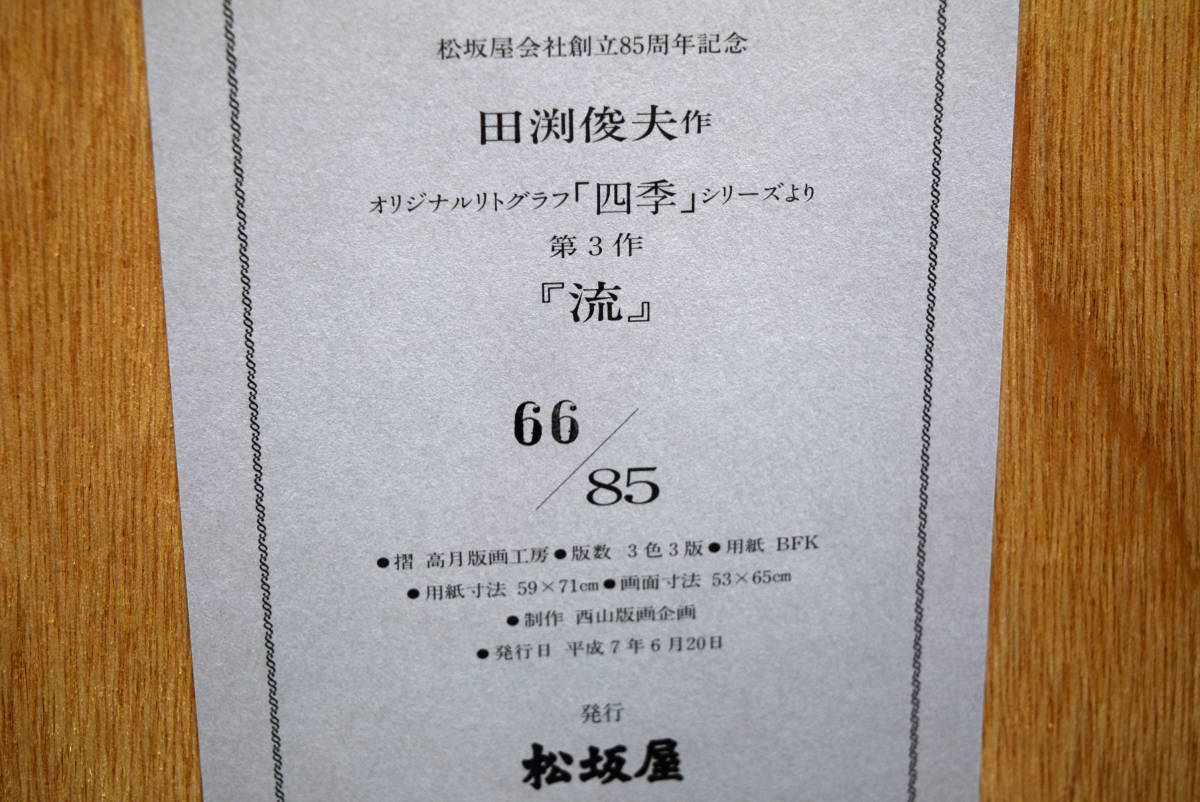 松坂屋会社創立85周年記念
田渕俊夫作
オリジナルリトグラフ「四季」シリーズより
第3作
『流』
66/85
●摺 高月版画工房●版数 3色3版●用紙 BFK
●用紙寸法 59×71cm●画面寸法 53×65cm
●制作 西山版画企画
●発行日 平成7年6月20日
発行
松坂屋